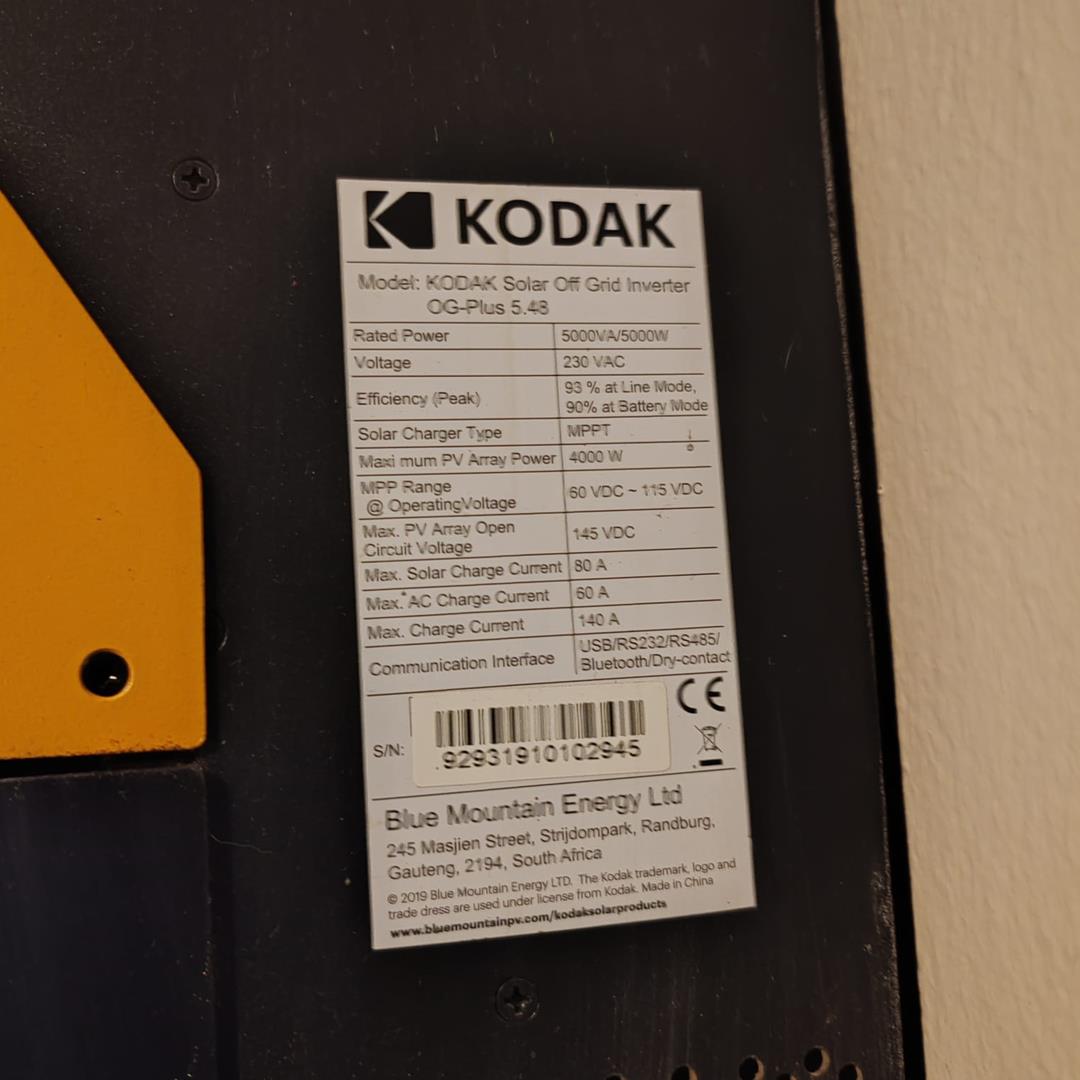 KODAK
Model: KODAK Solar Off Grid Inverter
OG-Plus 5.48
Rated Power 5000VA/5000W
Voltage 230 VAC
Efficiency (Peak) 93 % at Line Mode,
90% at Battery Mode
Solar Charger Type MPPT
Maxi mum PV Array Power 4000 W
MPP Range
@ OperatingVoltage 60 VDC ~ 115 VDC
Max. PV Array Open
Circuit Voltage 145 VDC
Max. Solar Charge Current 80 A
Max. AC Charge Current 60 A
Max. Charge Current 140 A
Communication Interface USB/RS232/RS485/
Bluetooth/Dry-contact
CE
S/N: 92931910102945
Blue Mountain Energy Ltd
245 Masjien Street, Strijdompark, Randburg,
Gauteng, 2194, South Africa
© 2019 Blue Mountain Energy LTD. The Kodak trademark, logo and
trade dress are used under license from Kodak. Made in China
www.bluemountainpv.com/kodaksolarproducts